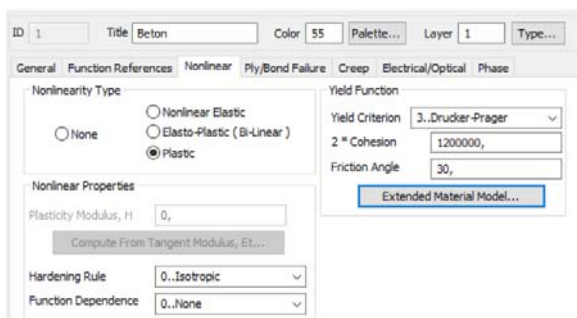 ID 1 Title Beton Color 55 Palette... Layer 1 Type...
General Function References Nonlinear Ply/Bond Failure Creep Electrical/Optical Phase
Nonlinearity Type
None
Nonlinear Elastic
Elasto-Plastic ( Bi-Linear )
Plastic
Nonlinear Properties
Plasticity Modulus, H 0,
Compute From Tangent Modulus, Et...
Hardening Rule 0..Isotropic
Function Dependence 0..None
Yield Function
Yield Criterion 3..Drucker-Prager
2 * Cohesion 1200000,
Friction Angle 30,
Extended Material Model...